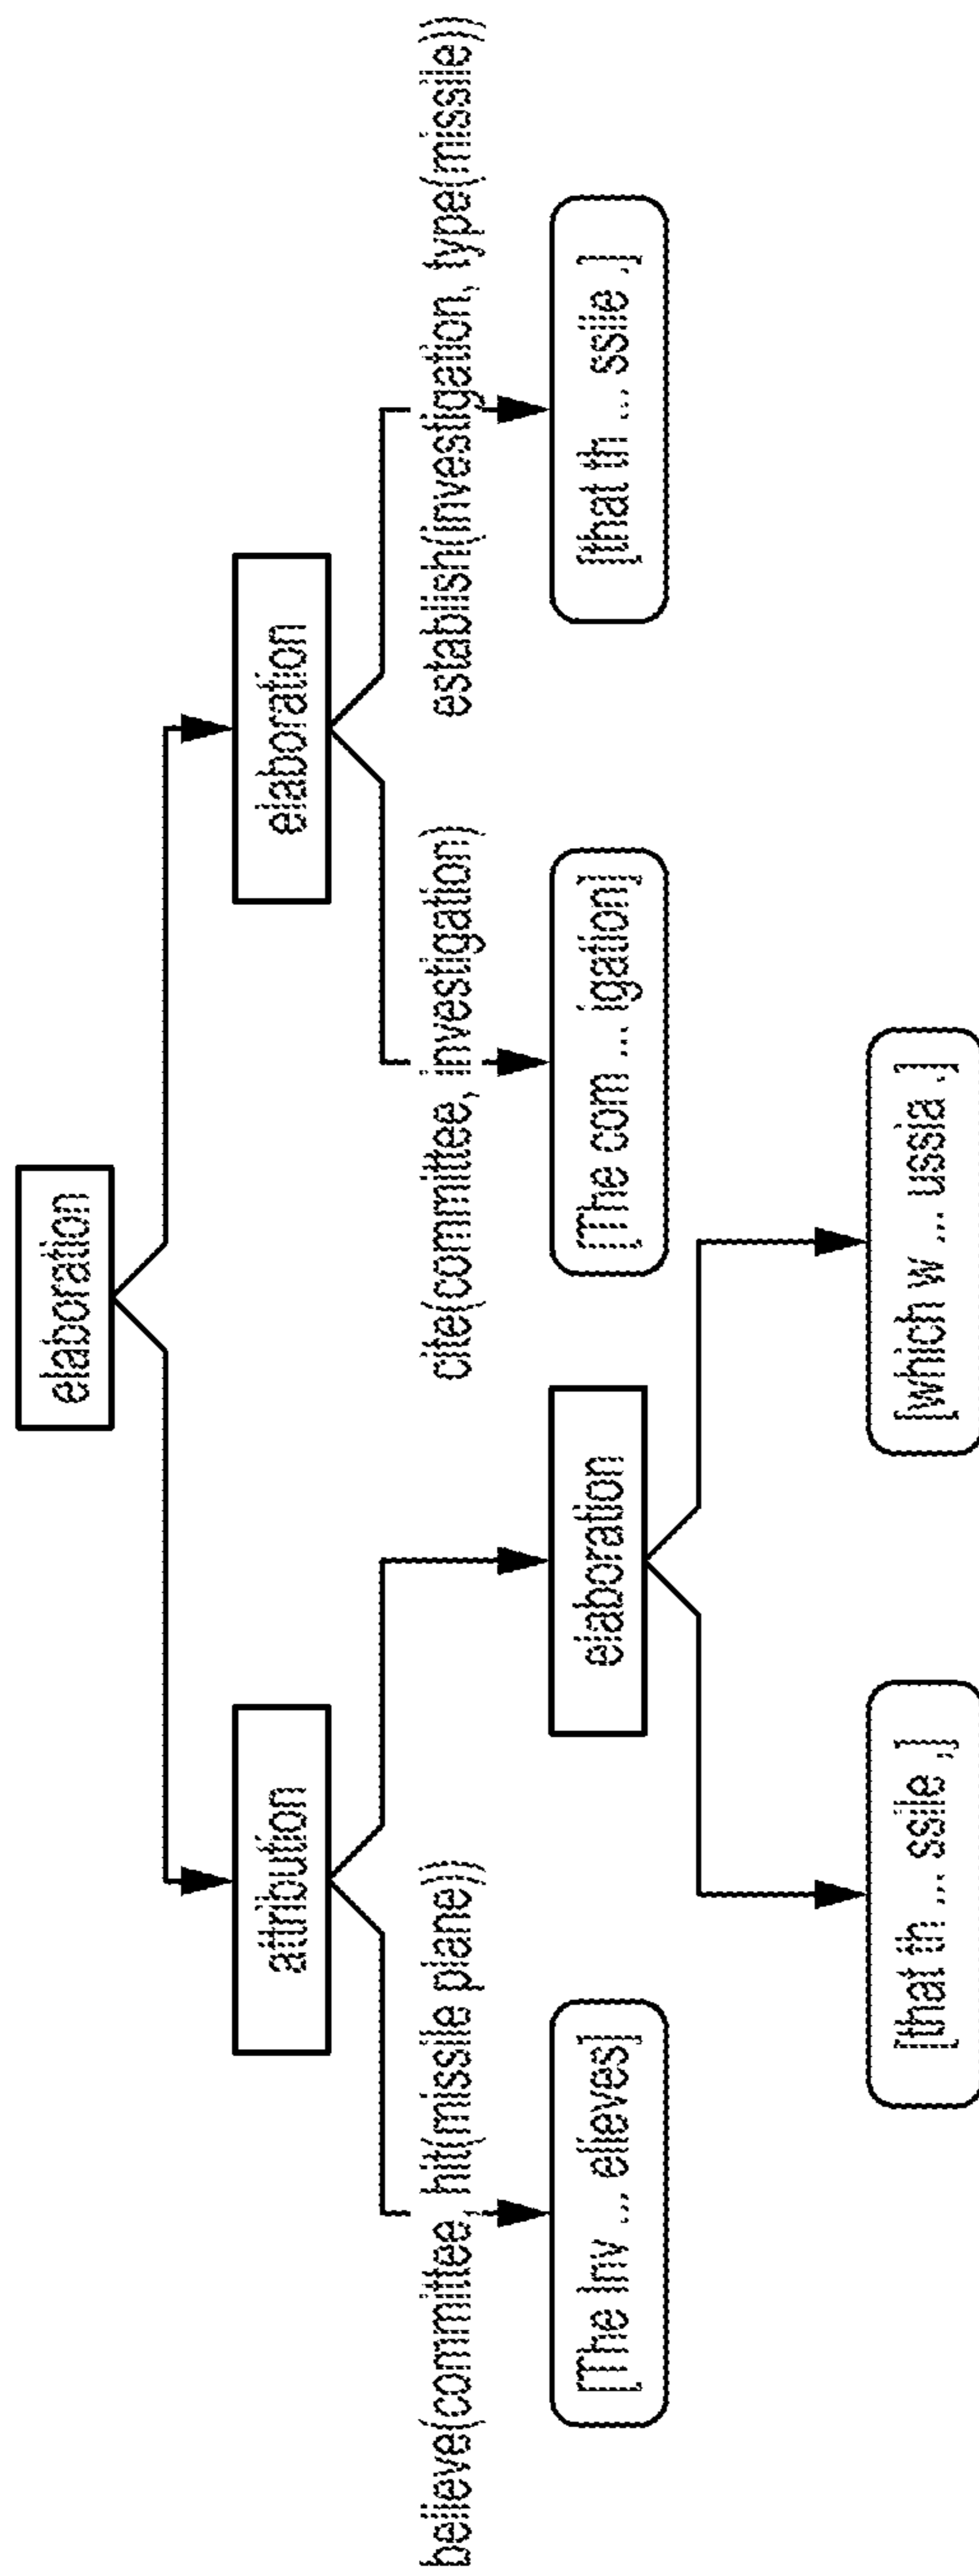 elaboration
attribution
elaboration
believe(committee, hit(missile plane))
cite(committee, investigation)
establish(investigation, type(missile))
[The Inv ... elieves]
elaboration
[The com ... igation]
[that th ... ssile ,]
[that th ... ssile ,]
[which w ... ussia .]